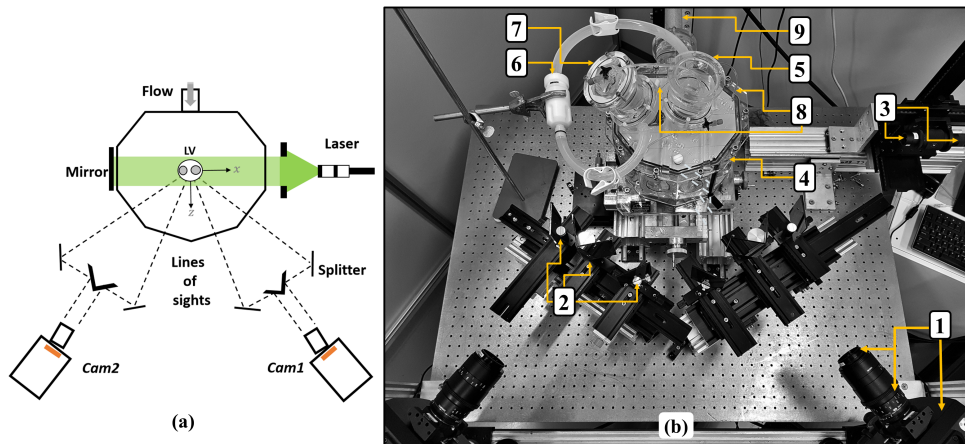 Flow
LV
x
z
Mirror
Laser
Lines
of
sights
Splitter
Cam2
Cam1
(a)
7
6
9
5
8
3
4
2
1
(b)